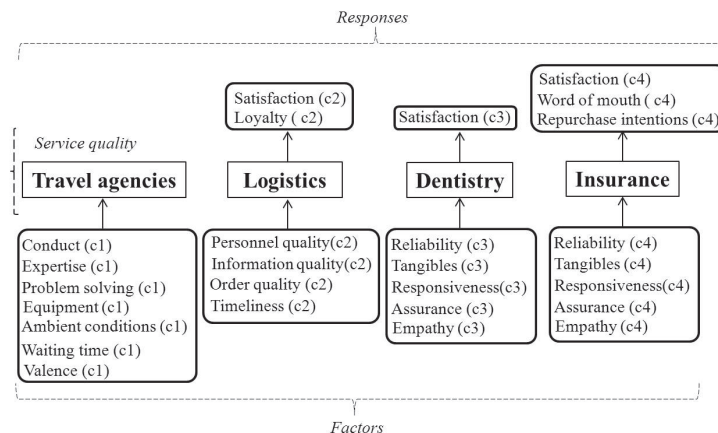 Responses
Satisfaction (c2)
Loyalty ( c2)
Satisfaction (c3)
Satisfaction (c4)
Word of mouth ( c4)
Repurchase intentions(c4)
Service quality
Travel agencies
Logistics
Dentistry
Insurance
Conduct (c1)
Expertise (c1)
Problem solving (c1)
Equipment (c1)
Ambient conditions (c1)
Waiting time (c1)
Valence (c1)
Personnel quality(c2)
Information quality(c2)
Order quality (c2)
Timeliness (c2)
Reliability (c3)
Tangibles (c3)
Responsiveness(c3)
Assurance (c3)
Empathy (c3)
Reliability (c4)
Tangibles (c4)
Responsiveness(c4)
Assurance (c4)
Empathy (c4)
Factors